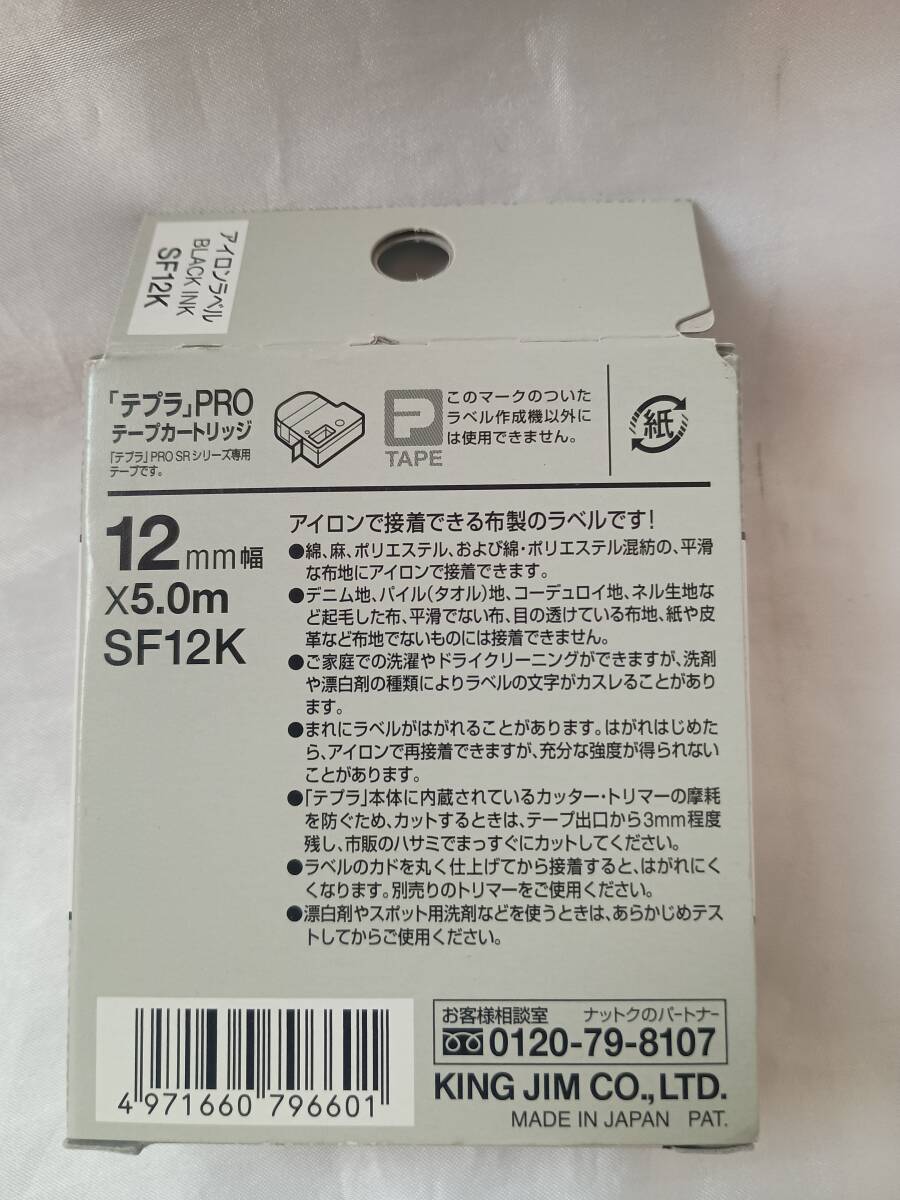 アイロンラベル
BLACK INK
SF12K
「テプラ」PRO
テープカートリッジ
「テプラ」PRO SRシリーズ専用
テープです。
TAPE
このマークのついた
ラベル作成機以外に
は使用できません。
紙
12mm幅
X5.0m
SF12K
アイロンで接着できる布製のラベルです!
●綿、麻、ポリエステル、および綿・ポリエステル混紡の、平滑
な布地にアイロンで接着できます。
●デニム地、パイル(タオル)地、コーデュロイ地、ネル生地な
ど起毛した布、平滑でない布、目の透けている布地、紙や皮
革など布地でないものには接着できません。
●ご家庭での洗濯やドライクリーニングができますが、洗剤
や漂白剤の種類によりラベルの文字がカスレることがあり
ます。
●まれにラベルがはがれることがあります。はがれはじめた
ら、アイロンで再接着できますが、充分な強度が得られない
ことがあります。
●「テプラ」本体に内蔵されているカッター・トリマーの摩耗
を防ぐため、カットするときは、テープ出口から3mm程度
残し、市販のハサミでまっすぐにカットしてください。
●ラベルのカドを丸く仕上げてから接着すると、はがれにく
くなります。別売りのトリマーをご使用ください。
●漂白剤やスポット用洗剤などを使うときは、あらかじめテス
トしてからご使用ください。
4 971660 796601
お客様相談室 ナットクのパートナー
0120-79-8107
KING JIM CO.,LTD.
MADE IN JAPAN PAT.